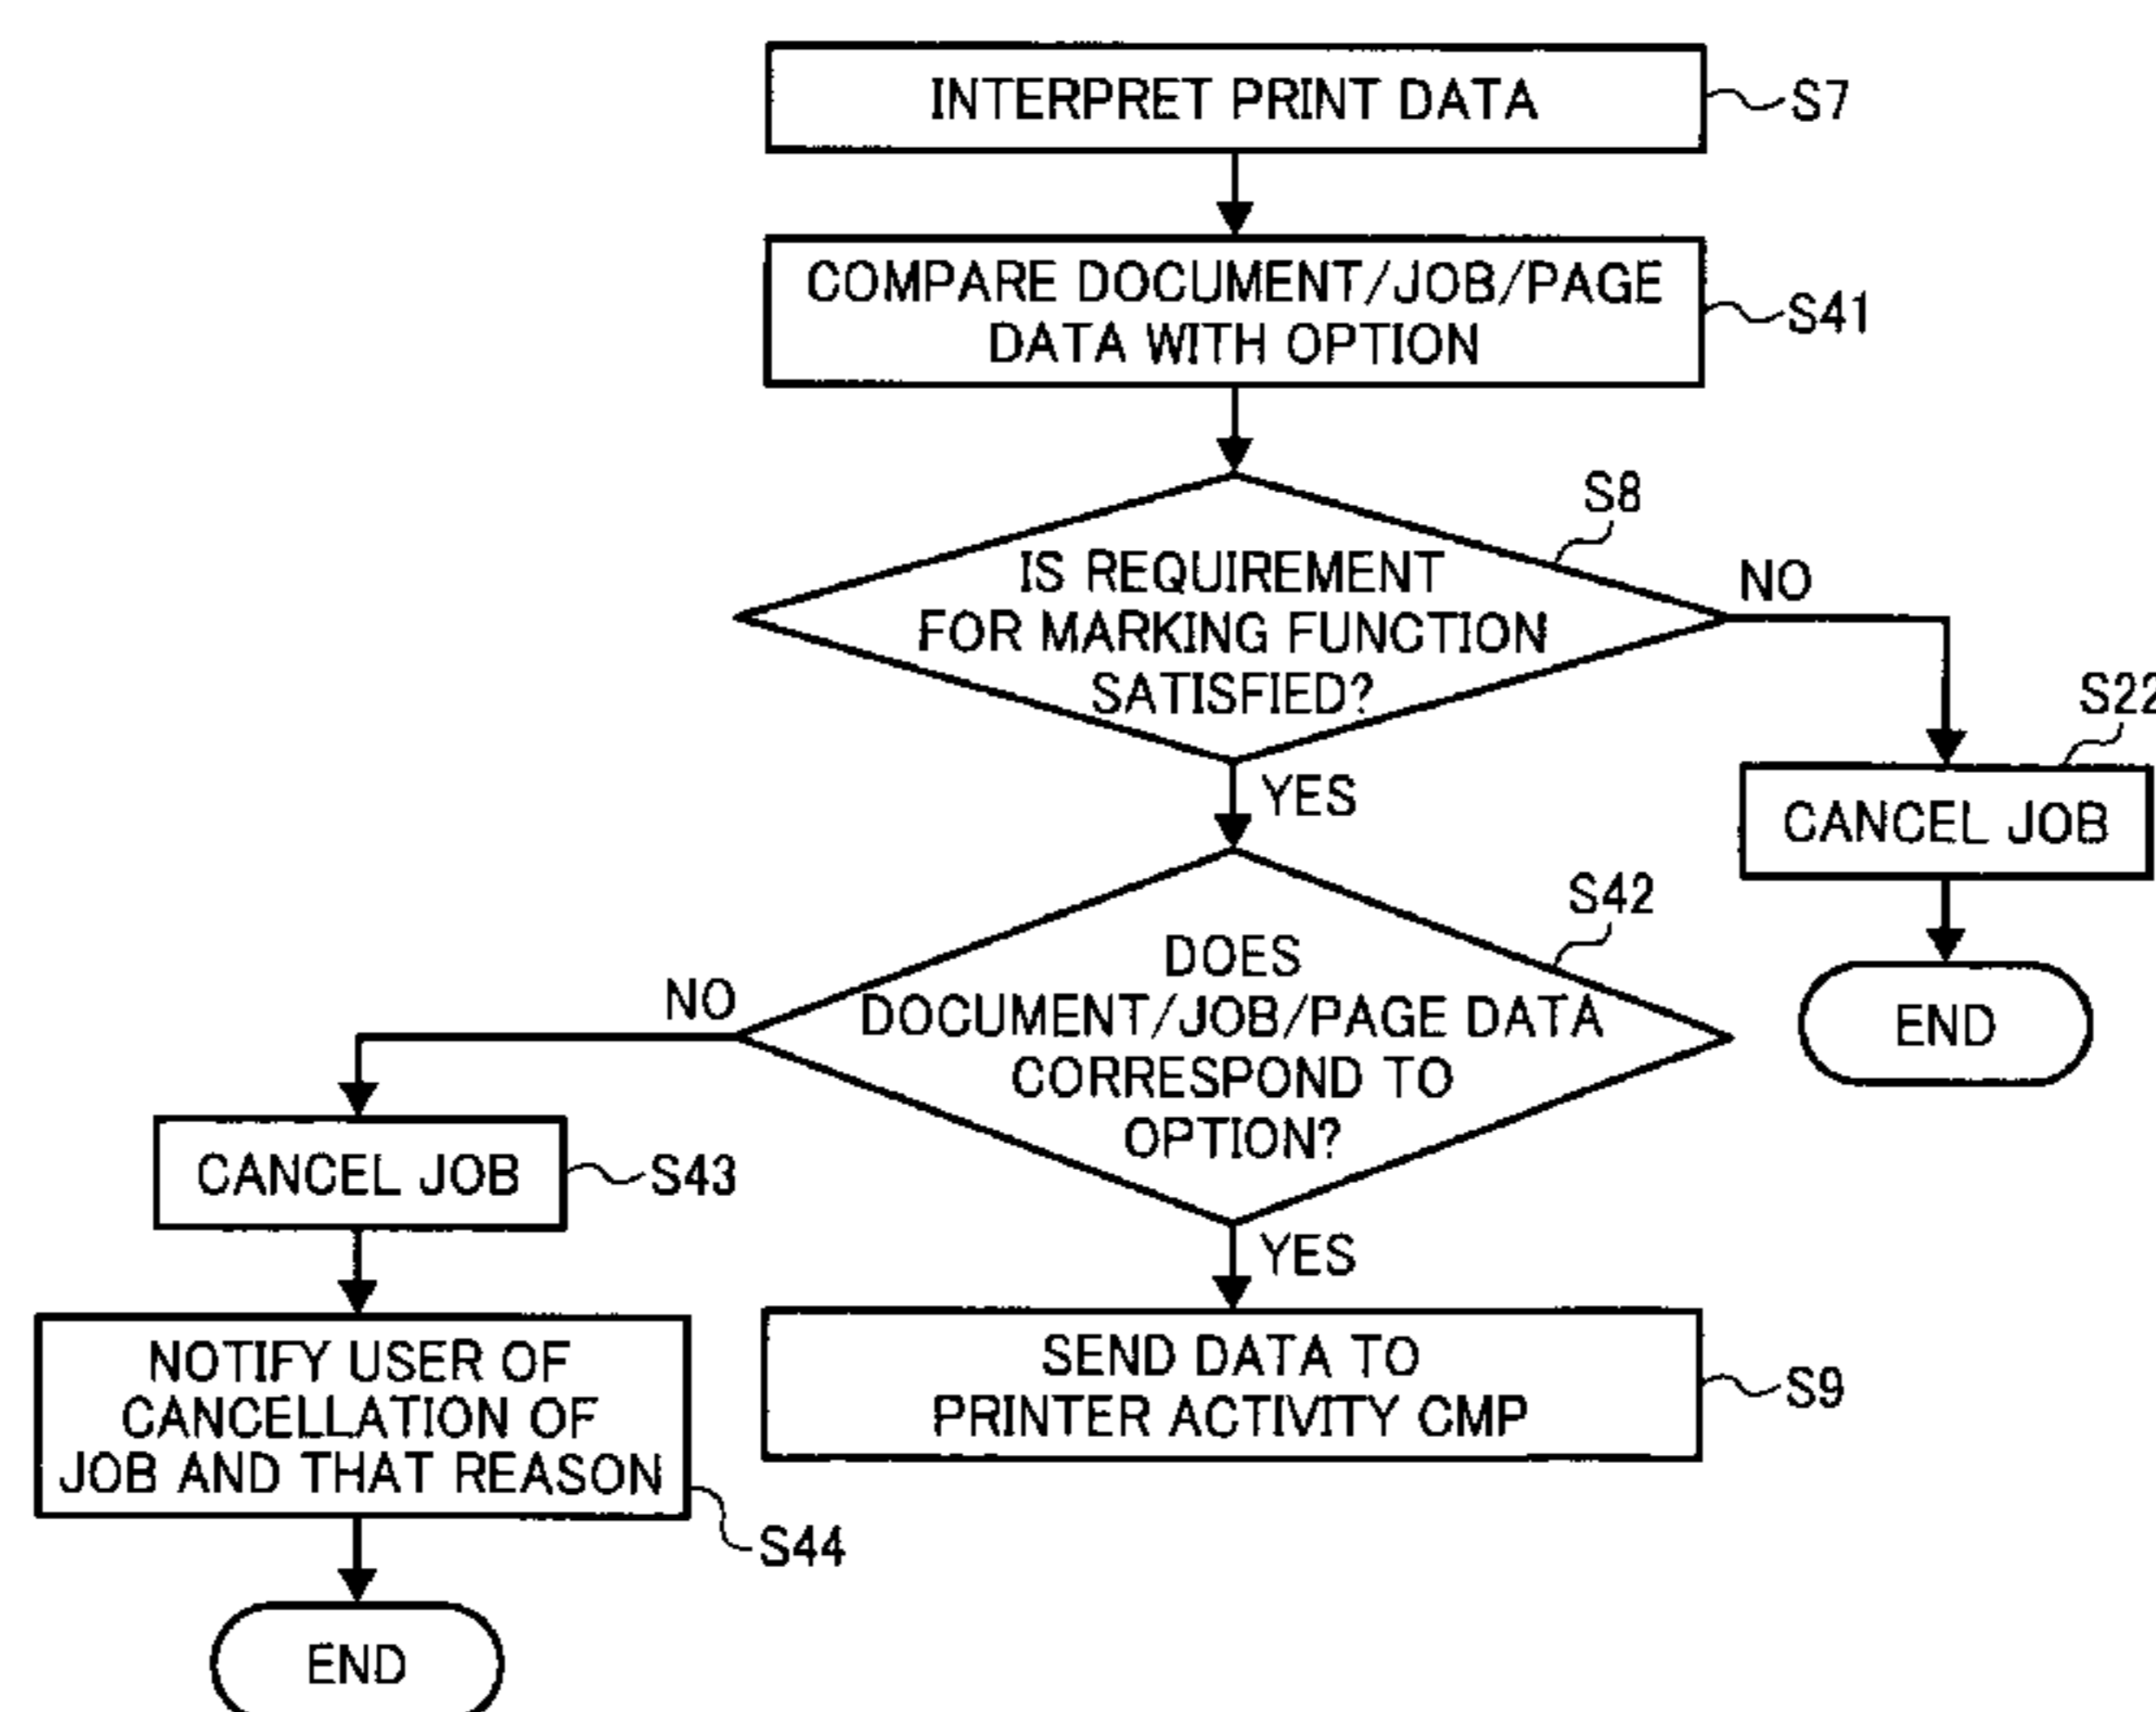 INTERPRET PRINT DATA
S7
COMPARE DOCUMENT/JOB/PAGE
DATA WITH OPTION
S41
S8
IS REQUIREMENT
FOR MARKING FUNCTION
SATISFIED?
NO
YES
S22
CANCEL JOB
END
S42
DOES
DOCUMENT/JOB/PAGE DATA
CORRESPOND TO
OPTION?
NO
YES
CANCEL JOB
S43
NOTIFY USER OF
CANCELLATION OF
JOB AND THAT REASON
S44
END
SEND DATA TO
PRINTER ACTIVITY CMP
S9